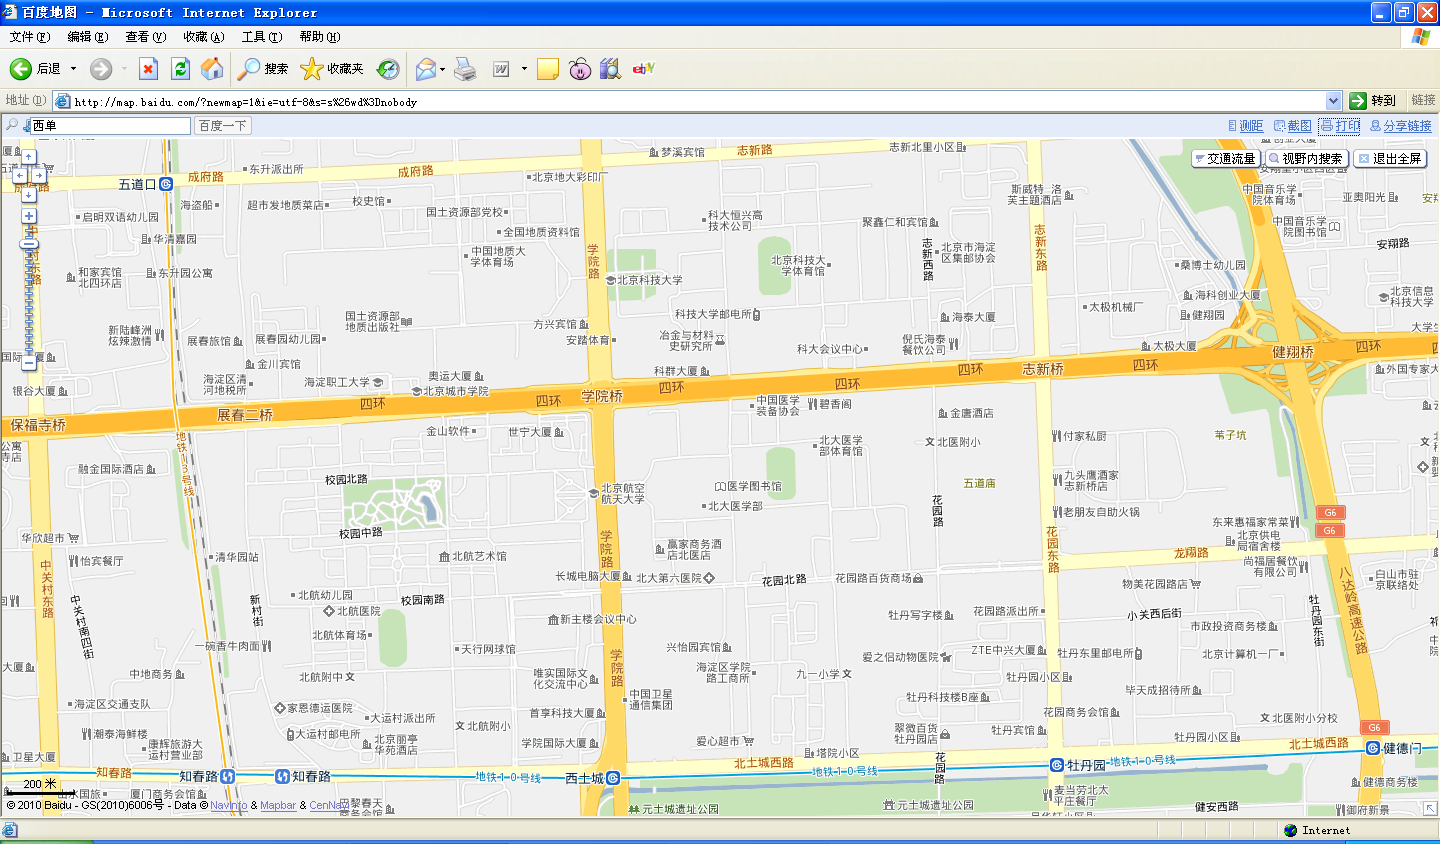 百度地图 - Microsoft Internet Explorer
文件(F) 编辑(E) 查看(V) 收藏(A) 工具(T) 帮助(H)
后退 搜索 收藏夹
地址(D) http://map.baidu.com/?newmap=1&ie=utf-8&s=s%26wd%3Dnobody 转到 链接
西单 百度一下 测距 截图 打印 分享链接
交通流量 视野内搜索 退出全屏
梦溪宾馆 志新路 志新北里小区
东升派出所 成府路 北京地大彩印厂
五道口
斯威特·洛
芙主题酒店
中国音乐学
院体育场
亚奥阳光
海盗船 超市发地质菜店 校史馆
国土资源部党校
启明双语幼儿园
科大恒兴高
技术公司
聚鑫仁和宾馆
中国音乐学
院图书馆
华清嘉园
全国地质资料馆
中国地质大
学体育场
学院路
志新西路
北京市海淀
区集邮协会
志新东路
安翔路
和家宾馆
北四环店
东升园公寓
北京科技大学
北京科技大
学体育馆
桑博士幼儿园
海科创业大厦
北京信息
科技大学
国土资源部
地质出版社
方兴宾馆
科技大学邮电所
太极机械厂
健翔园
海泰大厦
新陆峰洲
炫辣激情
展春旅馆 展春园幼儿园
安踏体育
冶金与材料
史研究所
倪氏海泰
餐饮公司
科大会议中心
太极大厦
健翔桥 四环
金川宾馆
海淀区清
河地税所
海淀职工大学
奥运大厦
北京城市学院
科群大厦
四环
志新桥
四环
银谷大厦
四环
四环
学院桥
四环
四环
保福寺桥
展春二桥
中国医学
装备协会
碧香阁
金唐酒店
金山软件 世宁大厦
北大医学
部体育馆
北医附小
付家私厨
苇子坑
地铁13号线
融金国际酒店
校园北路
北京航空
航天大学
医学图书馆
北大医学部
五道庙
九头鹰酒家
志新桥店
花园路
老朋友自助火锅
G6
G6
校园中路
华欣超市
怡宾餐厅
清华园站
北航艺术馆
学院路
赢家商务酒
店北医店
花园东路
东来惠福家常菜
北京供电
局宿舍楼
龙翔路
尚福居餐饮
有限公司
中关村东路
长城电脑大厦
北大第六医院
花园北路
花园路百货商场
物美花园路店
白山市驻
京联络处
八达岭高速公路
中关村南四街
新村街
北航幼儿园
校园南路
北航医院
北航体育场
新主楼会议中心
牡丹写字楼
花园路派出所
小关西后街
市政投资商务楼
牡丹园东街
一碗香牛肉面
天行网球馆
学院路
兴怡园宾馆
爱之侣动物医院
ZTE中兴大厦
牡丹东里邮电所
北京计算机一厂
中地商务
北航附中
唯实国际文
化交流中心
海淀区学院
路工商所
九一小学
牡丹园小区
毕天成招待所
海淀区交通支队
家恩德运医院
大运村派出所
北航附小
首享科技大厦
中国卫星
通信集团
牡丹科技楼B座
花园商务会馆
北医附小分校
潮泰海鲜楼
康辉旅游大
运村营业部
大运村邮电所
北京丽亭
华苑酒店
学院国际大厦
爱心超市
塔院小区
翠微百货
牡丹园店
牡丹宾馆
牡丹园小区
G6
北土城西路
健德门
卫星大厦
知春路
知春路
知春路
地铁10号线
西土城
北土城西路
地铁10号线
花园路
牡丹园
地铁10号线
健德商务楼
200 米
厦门商务会馆
元土城遗址公园
元土城遗址公园
麦当劳北太
平庄餐厅
健安西路
御府新景
© 2010 Baidu - GS(2010)6006号 - Data © Navinfo & Mapbar & CenNavi
Internet